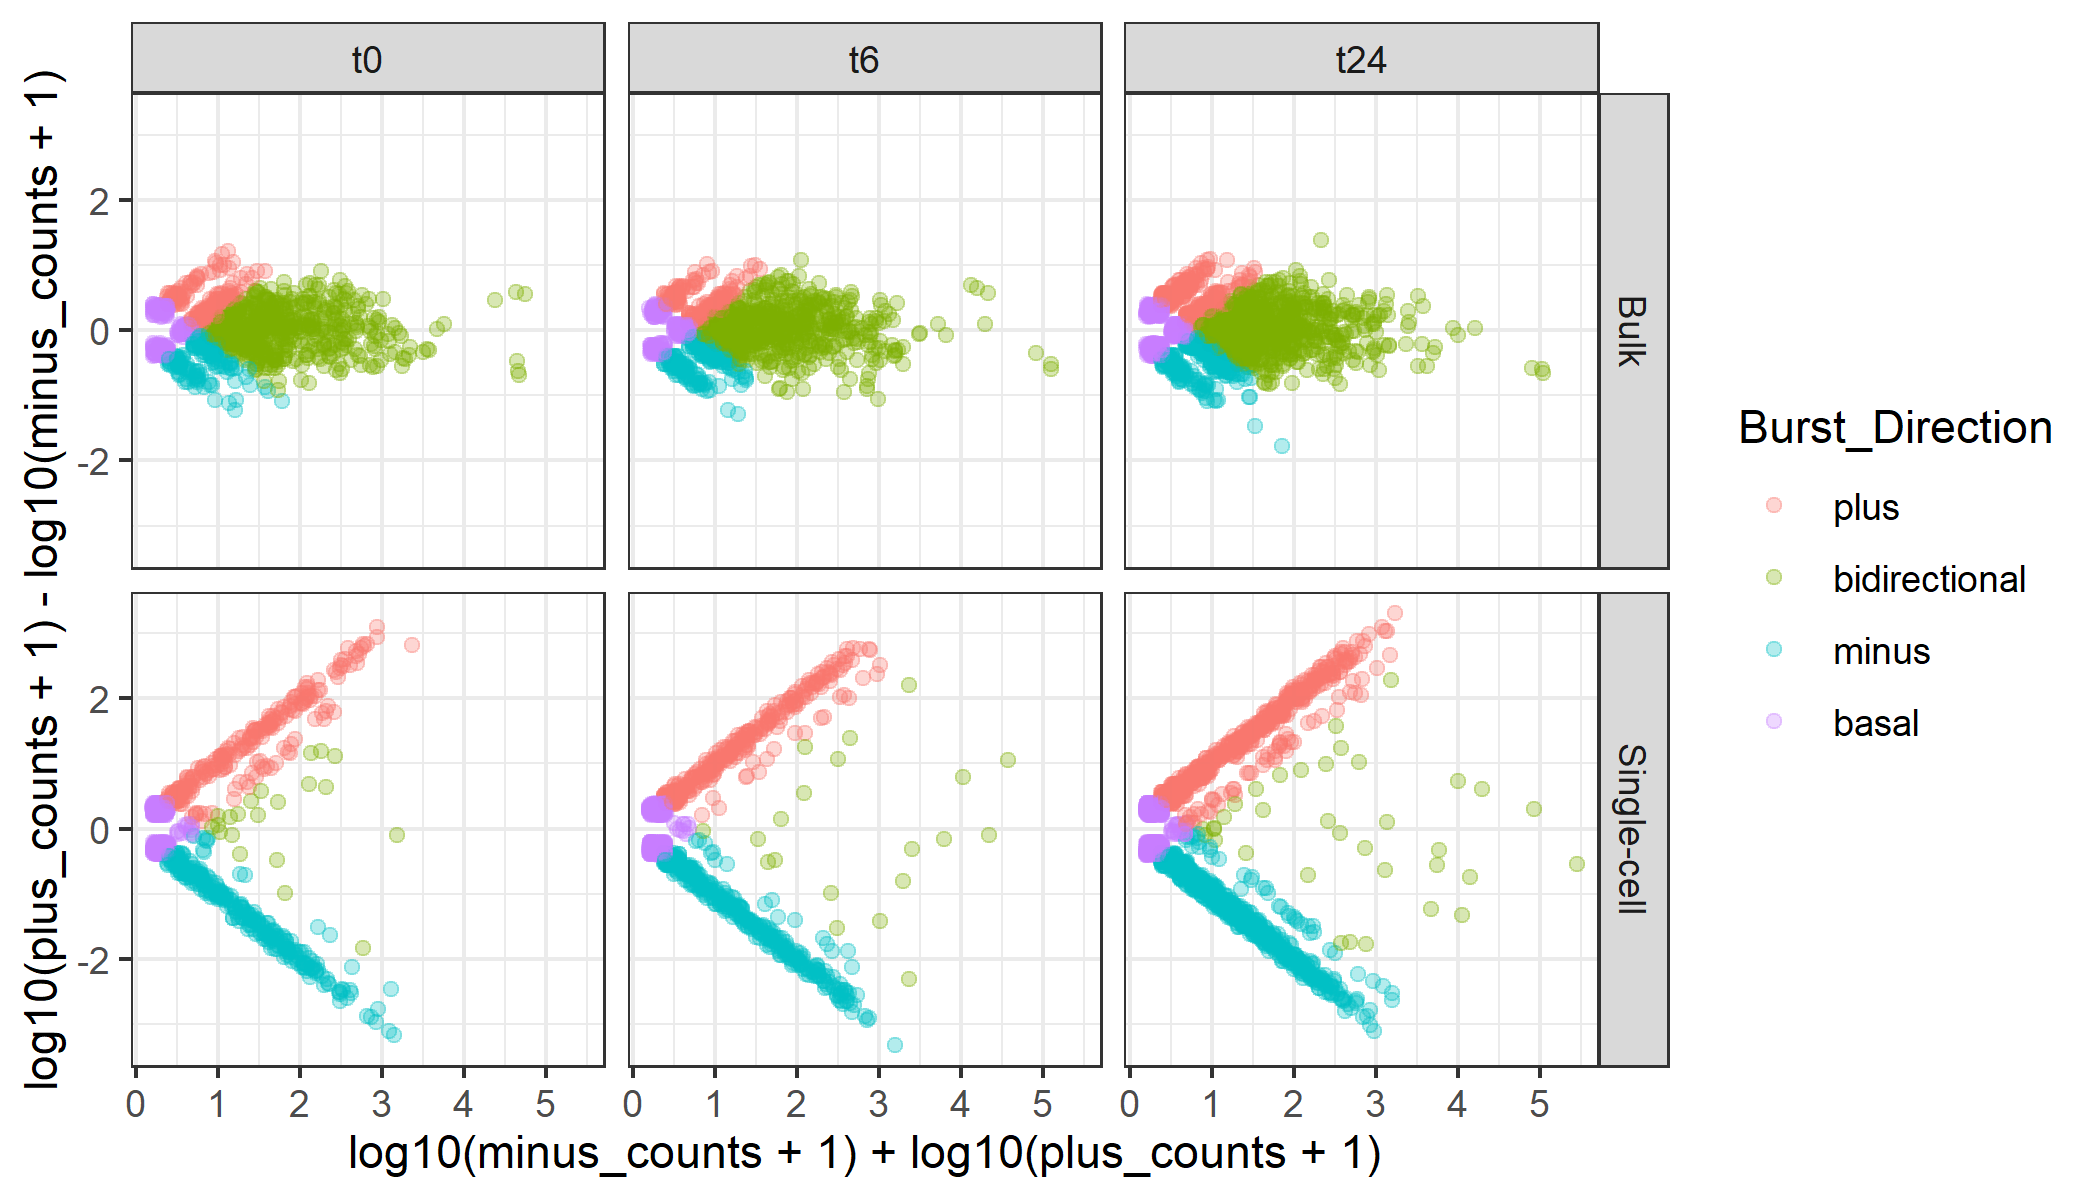 t0 t6 t24
log10(plus_counts + 1) - log10(minus_counts + 1)
2
0
-2
Bulk
2
0
-2
Single-cell
0 1 2 3 4 5 0 1 2 3 4 5 0 1 2 3 4 5
log10(minus_counts + 1) + log10(plus_counts + 1)
Burst_Direction
plus
bidirectional
minus
basal